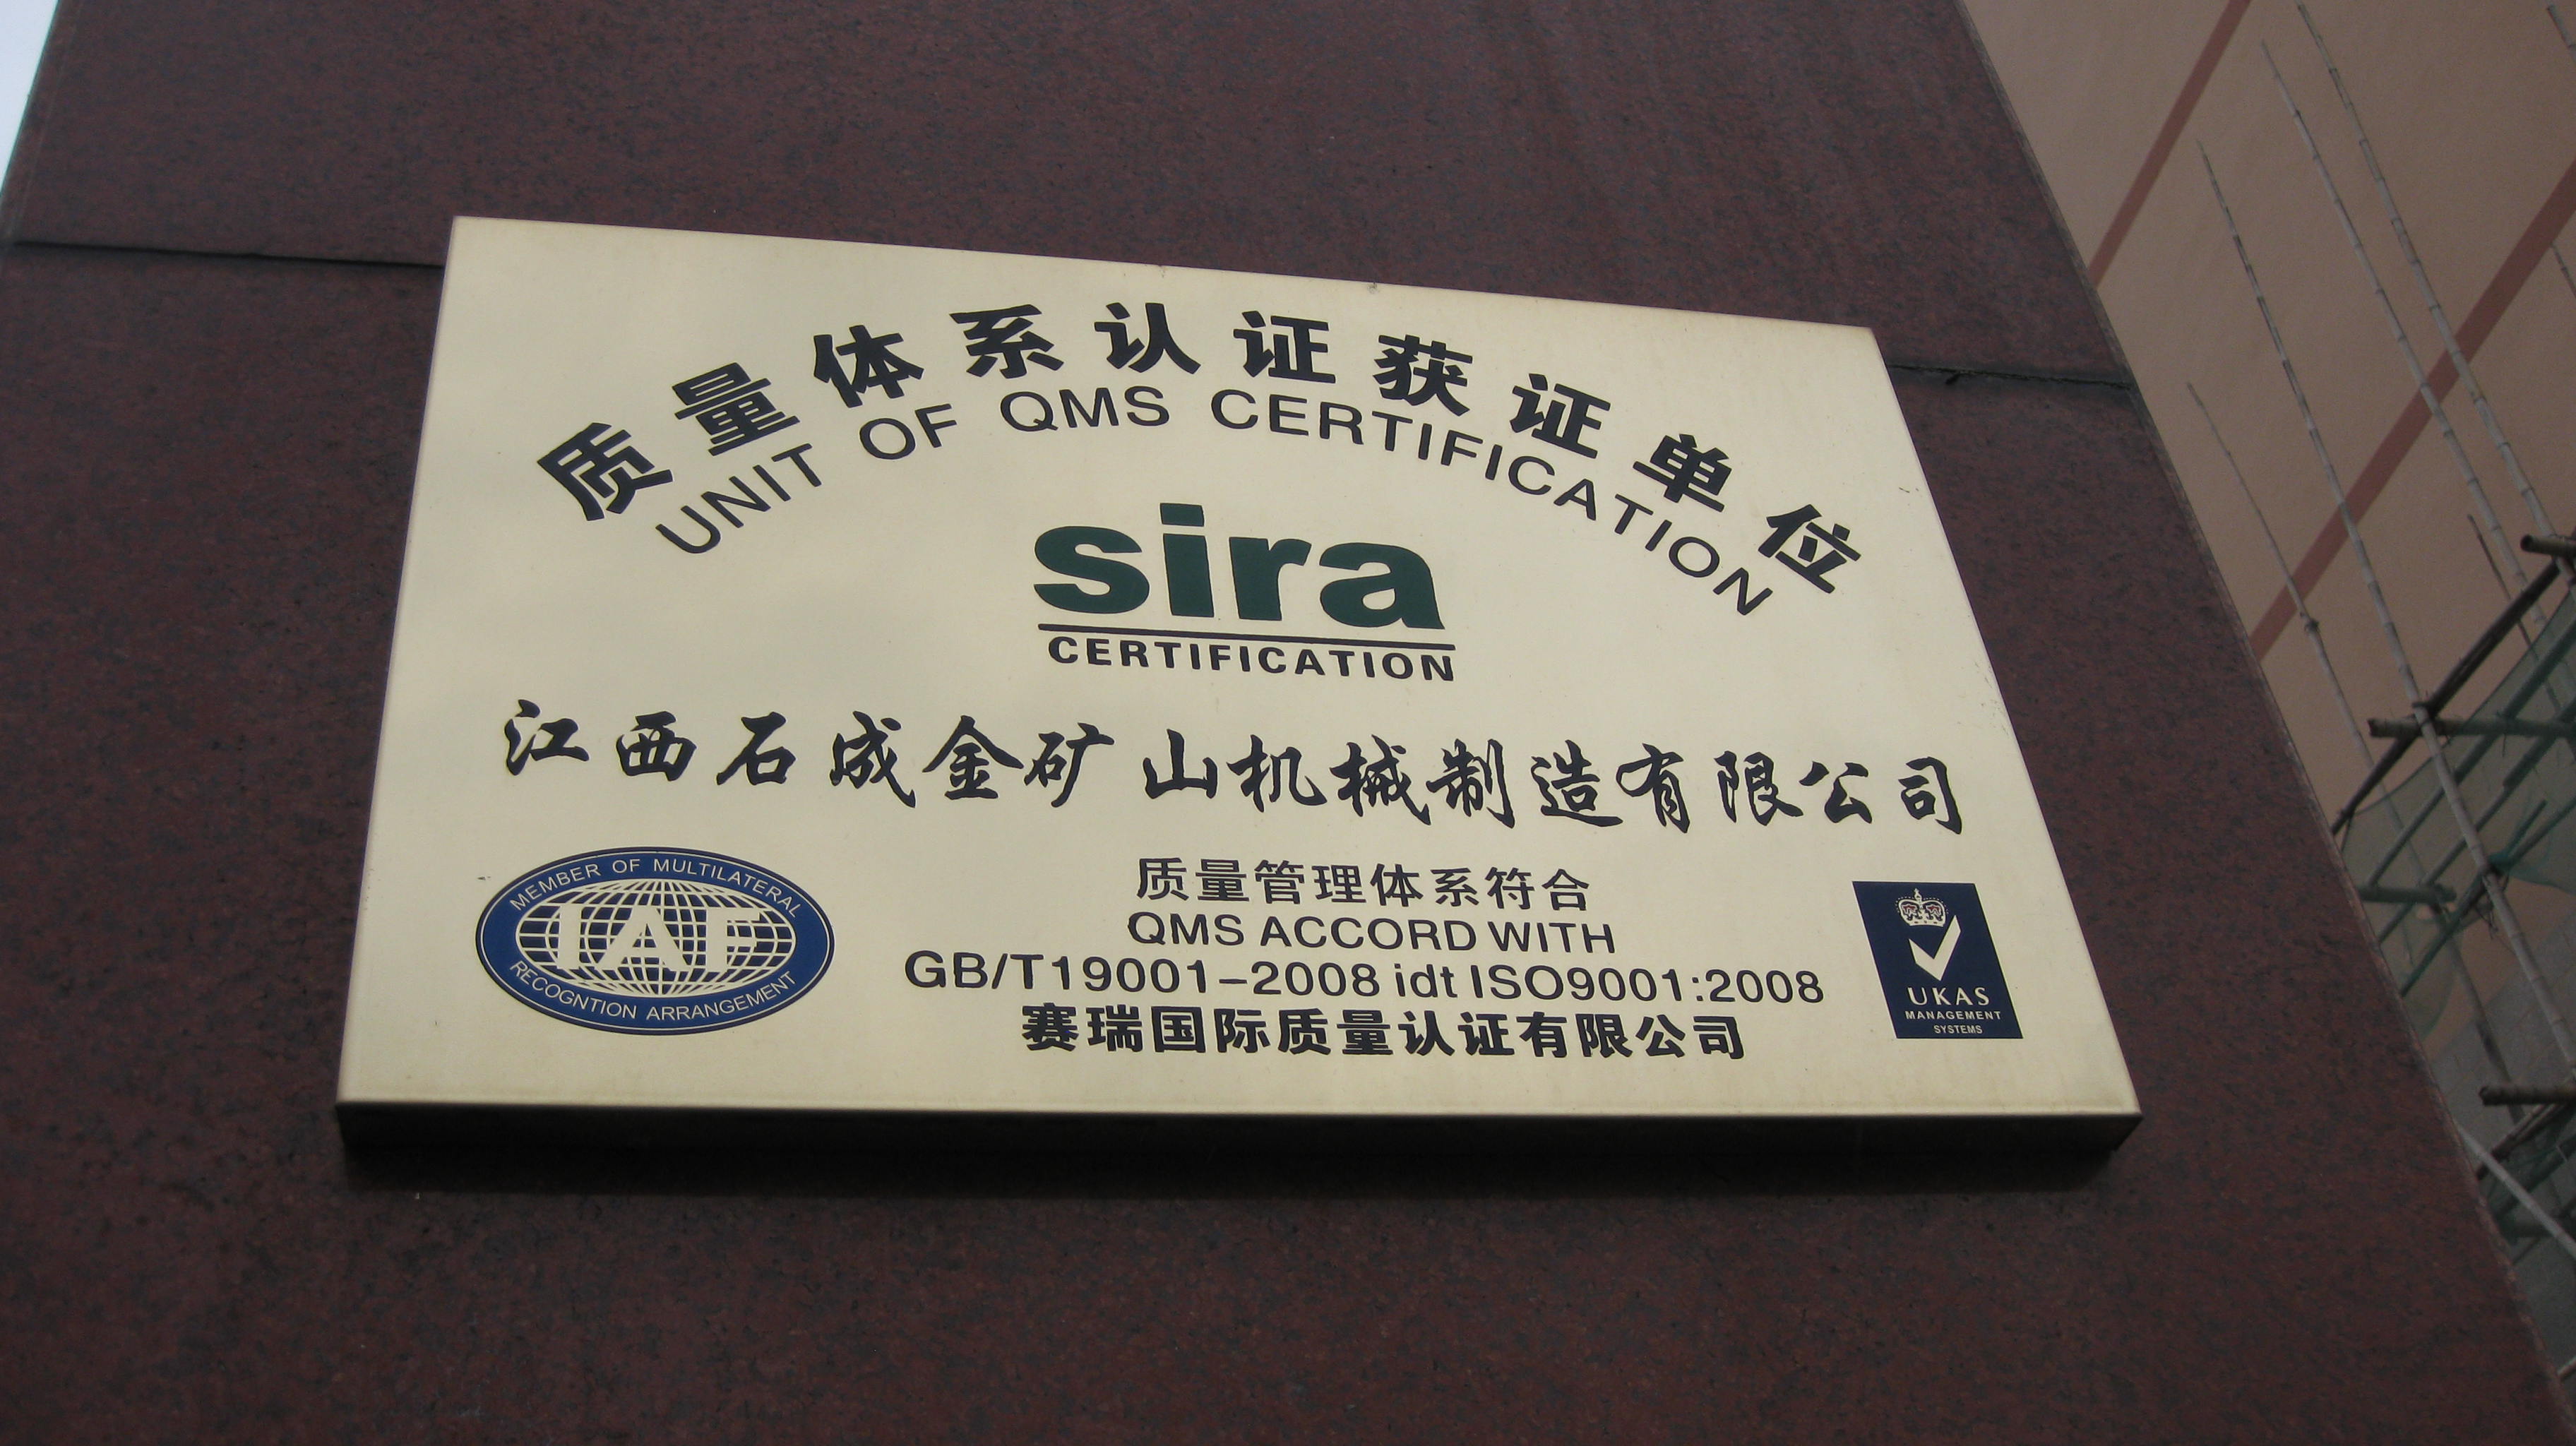 质量体系认证获证单位
UNIT OF QMS CERTIFICATION
sira
CERTIFICATION
江西石成金矿山机械制造有限公司
MEMBER OF MULTILATERAL
IAF
RECOGNTION ARRANGEMENT
质量管理体系符合
QMS ACCORD WITH
GB/T19001-2008 idt ISO9001:2008
赛瑞国际质量认证有限公司
UKAS
MANAGEMENT
SYSTEMS